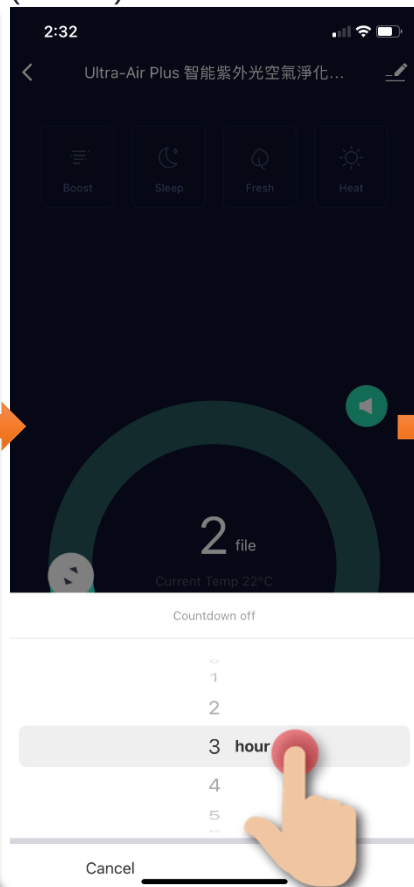 2:32
Ultra-Air Plus 智能紫外光空氣淨化...
Boost Sleep Fresh Heat
2 file
Current Temp 22°C
Countdown off
1
2
3 hour
4
5
Cancel